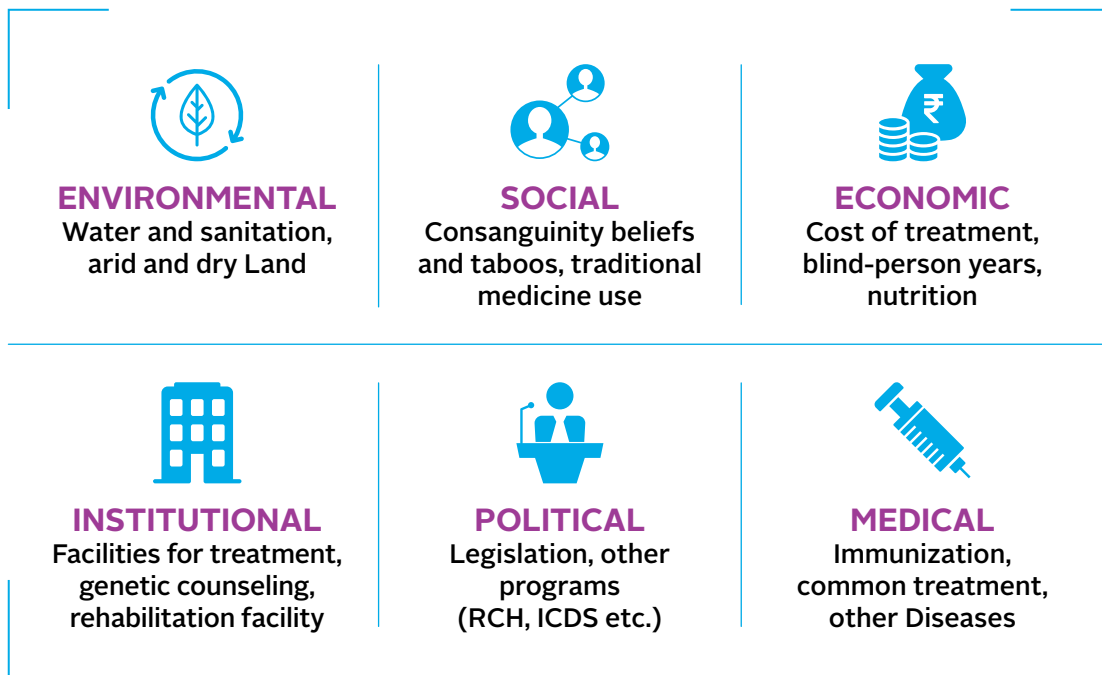 ₹
ENVIRONMENTAL
Water and sanitation,
arid and dry Land
SOCIAL
Consanguinity beliefs
and taboos, traditional
medicine use
ECONOMIC
Cost of treatment,
blind-person years,
nutrition
INSTITUTIONAL
Facilities for treatment,
genetic counseling,
rehabilitation facility
POLITICAL
Legislation, other
programs
(RCH, ICDS etc.)
MEDICAL
Immunization,
common treatment,
other Diseases